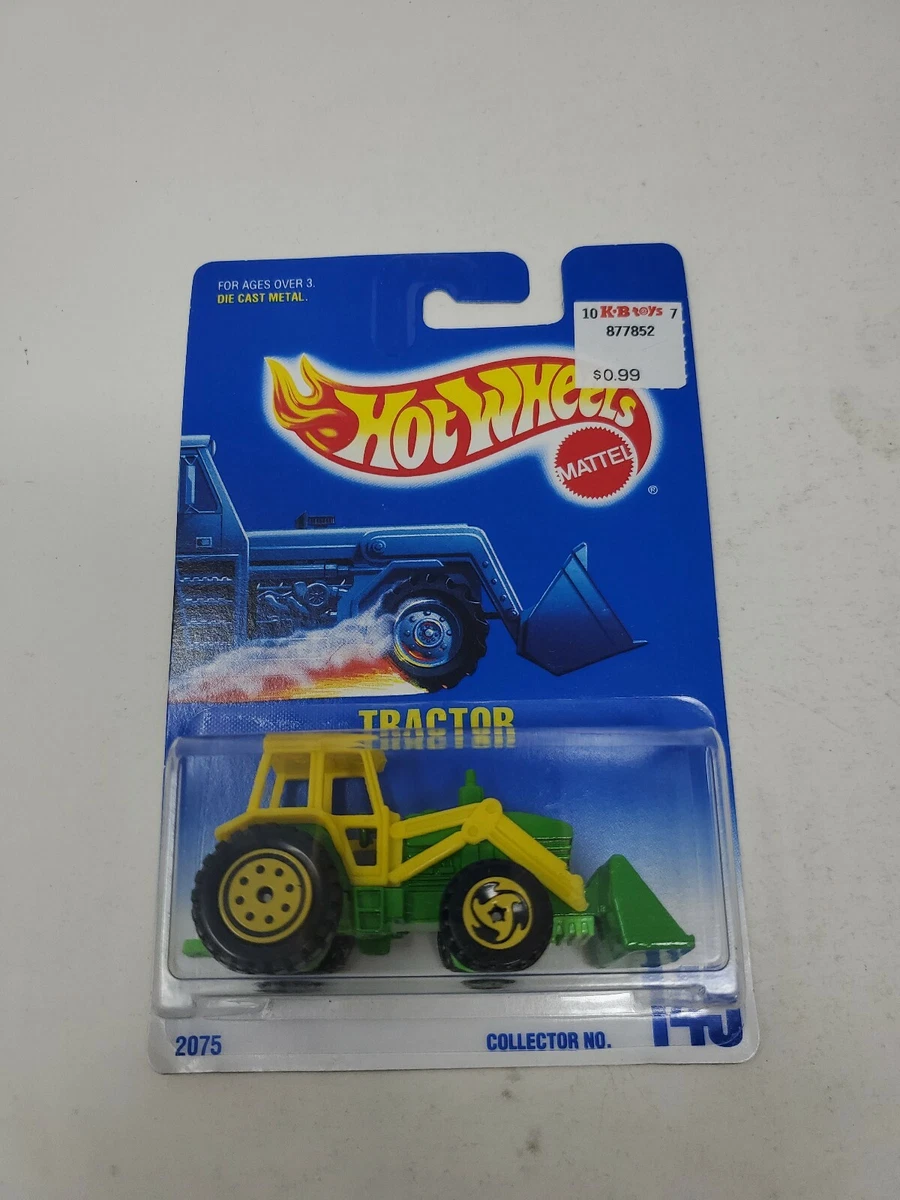 FOR AGES OVER 3.
DIE CAST METAL.
10 K·B toys 7
877852
$0.99
HOT WHEELS
MATTEL
®
TRACTOR
2075
COLLECTOR NO.